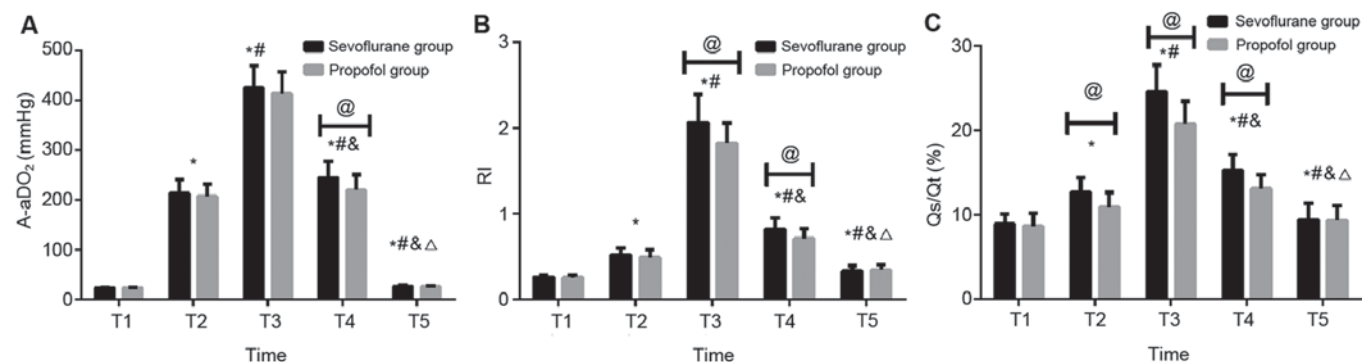 A
Sevoflurane group
Propofol group
A-aDO₂ (mmHg)
500
400
300
200
100
0
*
*#
@
*#&
*#& △
T1 T2 T3 T4 T5
Time
B
Sevoflurane group
Propofol group
RI
3
2
1
0
*
@
*#
@
*#&
*#& △
T1 T2 T3 T4 T5
Time
C
Sevoflurane group
Propofol group
Qs/Qt (%)
30
20
10
0
@
*
@
*#
@
*#&
*#& △
T1 T2 T3 T4 T5
Time